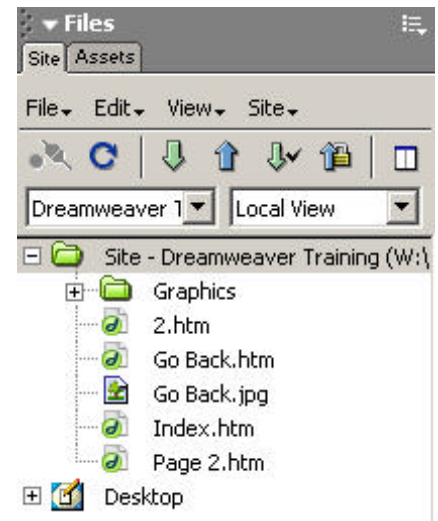 Files
Site Assets
File Edit View Site
Dreamweaver 1 Local View
Site - Dreamweaver Training (W:\
Graphics
2.htm
Go Back.htm
Go Back.jpg
Index.htm
Page 2.htm
Desktop